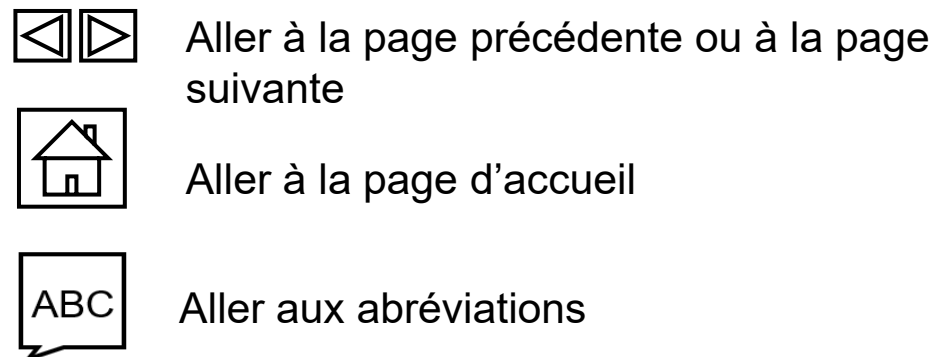 Aller à la page précédente ou à la page
suivante
Aller à la page d’accueil
ABC
Aller aux abréviations